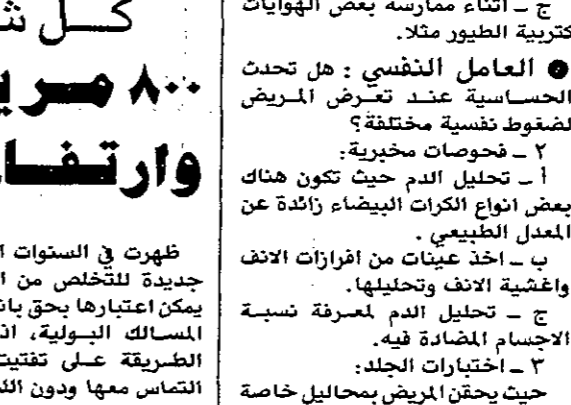 ج ـ اثناء ممارسة بعض الهوايات
كتربية الطيور مثلا.
● العامل النفسي : هل تحدث
الحساسية عند تعرض المريض
لضغوط نفسية مختلفة؟
٢ ـ فحوصات مخبرية:
أ ـ تحليل الدم حيث تكون هناك
بعض انواع الكرات البيضاء زائدة عن
المعدل الطبيعي .
ب ـ اخذ عينات من افرازات الانف
واغشية الانف وتحليلها.
ج ـ تحليل الدم لمعرفة نسبة
الاجسام المضادة فيه.
٣ ـ اختبارات الجلد:
حيث يحقن المريض بمحاليل خاصة
كل
٨٠٠
ظهرت في السنوات
جديدة للتخلص من
يمكن اعتبارها بحق
المسالك البولية،
الطريقة على تفتيت
التماس معها ودون